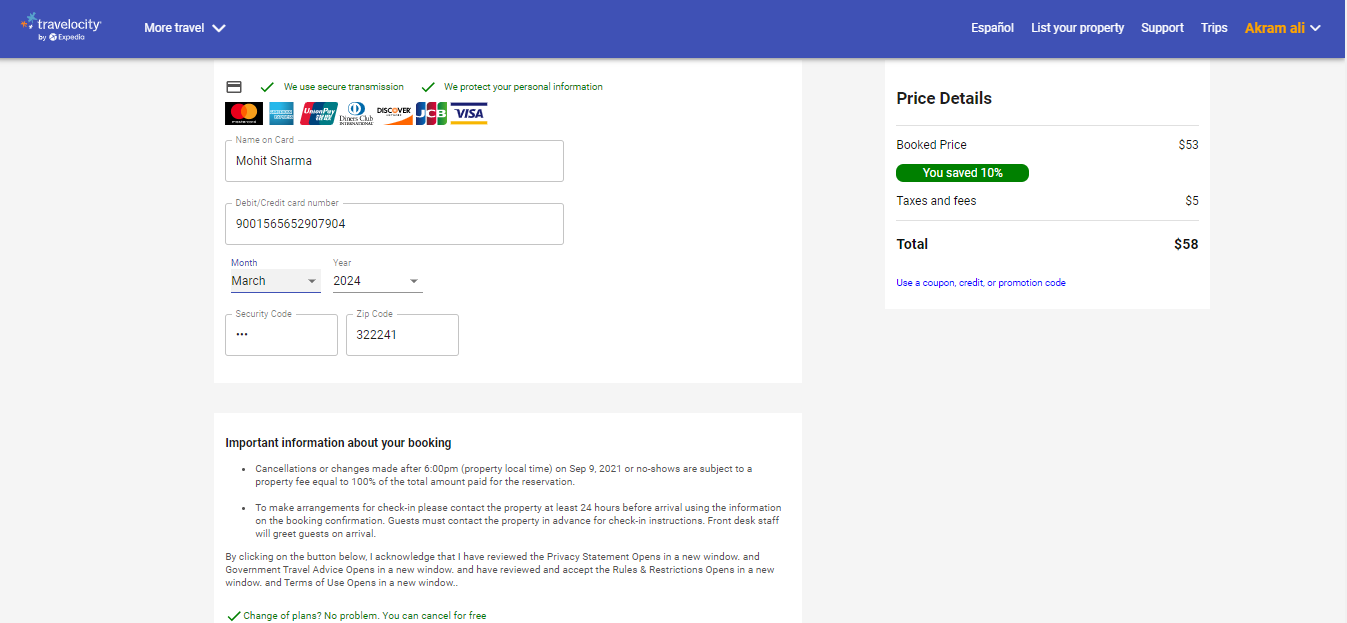 travelocity
by Expedia
More travel
Español
List your property
Support
Trips
Akram ali
We use secure transmission
We protect your personal information
AMERICAN EXPRESS
UnionPay
银联
Diners Club
INTERNATIONAL
DISCOVER
JCB
VISA
Name on Card
Mohit Sharma
Debit/Credit card number
9001565652907904
Month
Year
March
2024
Security Code
Zip Code
•••
322241
Important information about your booking
• Cancellations or changes made after 6:00pm (property local time) on Sep 9, 2021 or no-shows are subject to a
property fee equal to 100% of the total amount paid for the reservation.
• To make arrangements for check-in please contact the property at least 24 hours before arrival using the information
on the booking confirmation. Guests must contact the property in advance for check-in instructions. Front desk staff
will greet guests on arrival.
By clicking on the button below, I acknowledge that I have reviewed the Privacy Statement Opens in a new window. and
Government Travel Advice Opens in a new window. and have reviewed and accept the Rules & Restrictions Opens in a new
window. and Terms of Use Opens in a new window..
Change of plans? No problem. You can cancel for free
Price Details
Booked Price $53
You saved 10%
Taxes and fees $5
Total $58
Use a coupon, credit, or promotion code